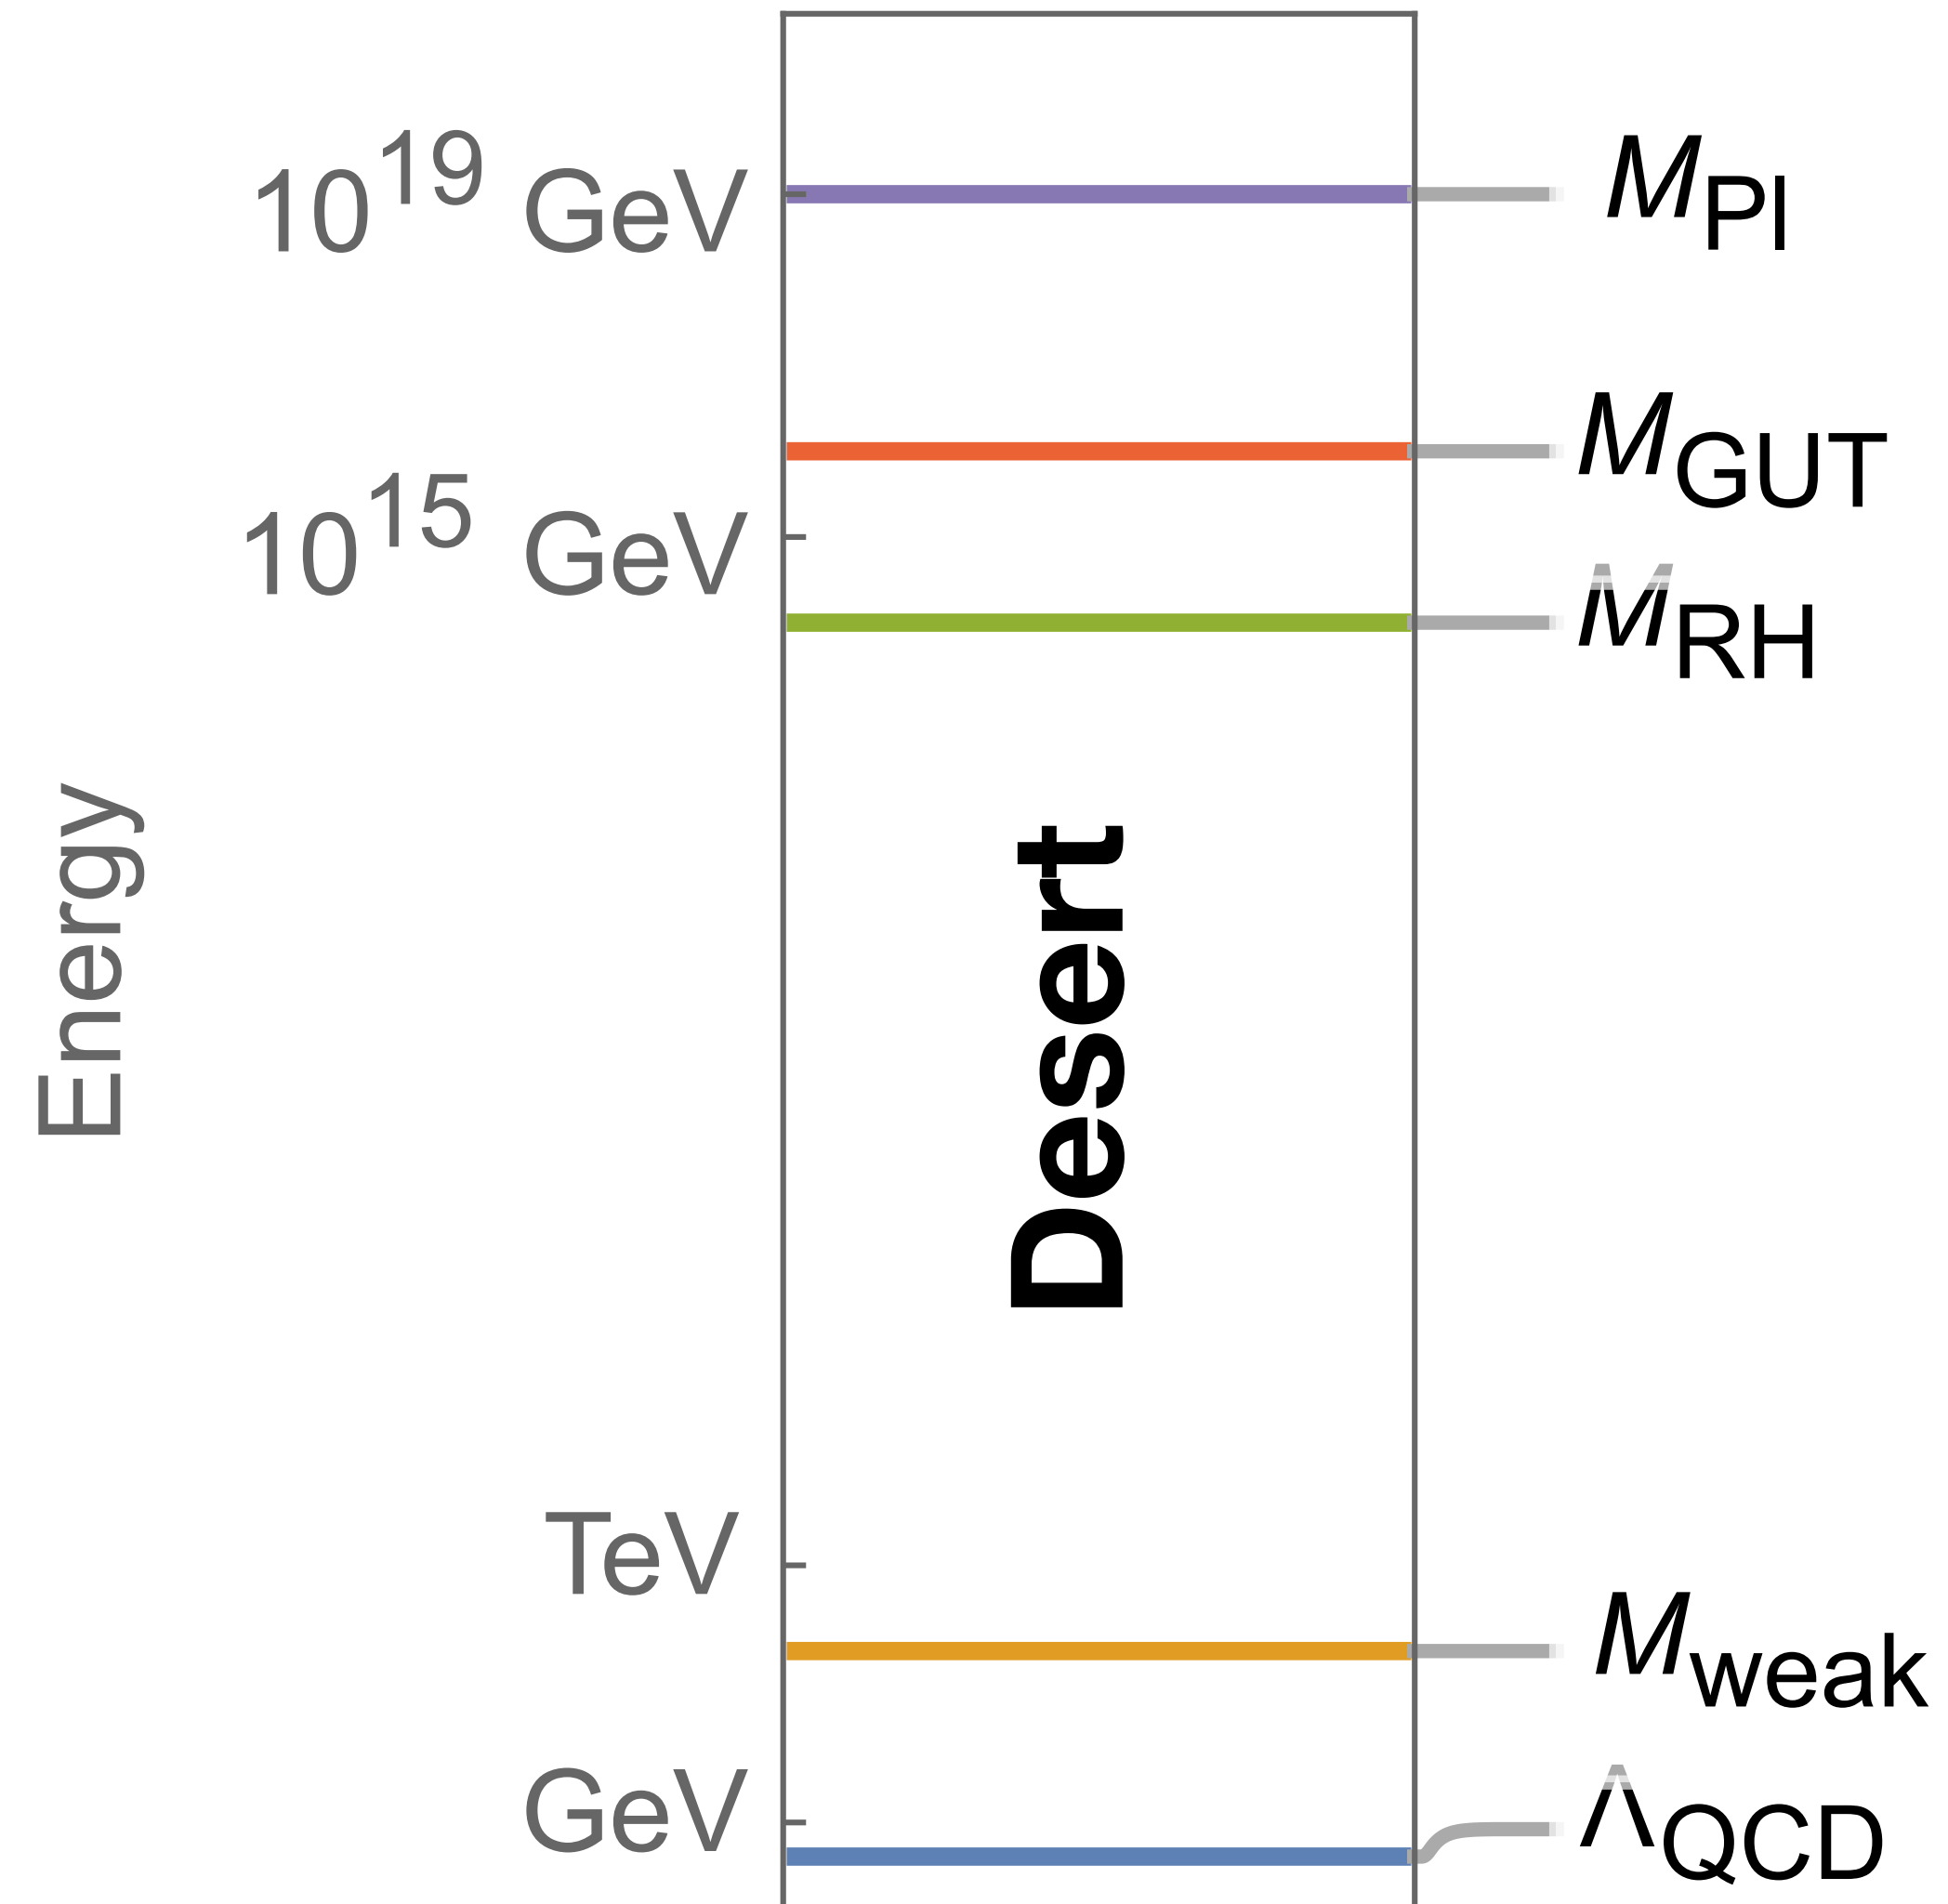 10^19 GeV
M_Pl
M_GUT
10^15 GeV
M_RH
Energy
Desert
TeV
M_weak
GeV
Λ_QCD